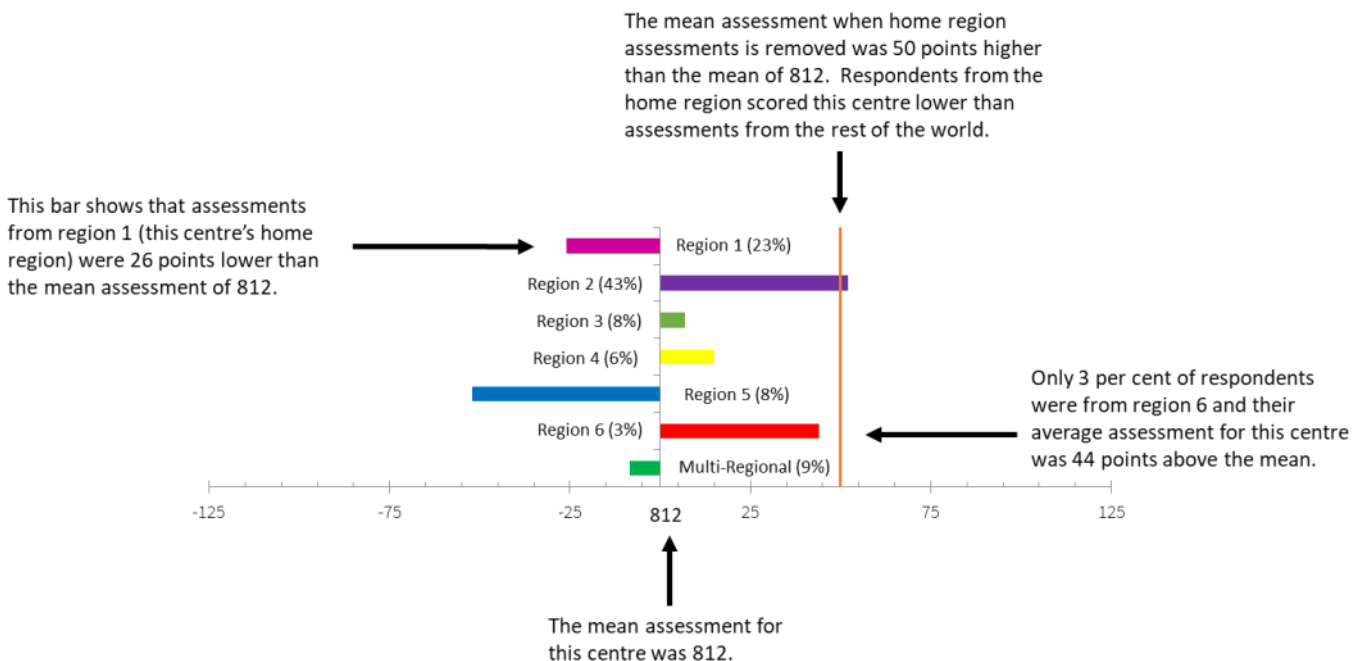 The mean assessment when home region
assessments is removed was 50 points higher
than the mean of 812.  Respondents from the
home region scored this centre lower than
assessments from the rest of the world.
This bar shows that assessments
from region 1 (this centre's home
region) were 26 points lower than
the mean assessment of 812.
Region 1 (23%)
Region 2 (43%)
Region 3 (8%)
Region 4 (6%)
Region 5 (8%)
Region 6 (3%)
Multi-Regional (9%)
Only 3 per cent of respondents
were from region 6 and their
average assessment for this centre
was 44 points above the mean.
-125 -75 -25 812 25 75 125
The mean assessment for
this centre was 812.